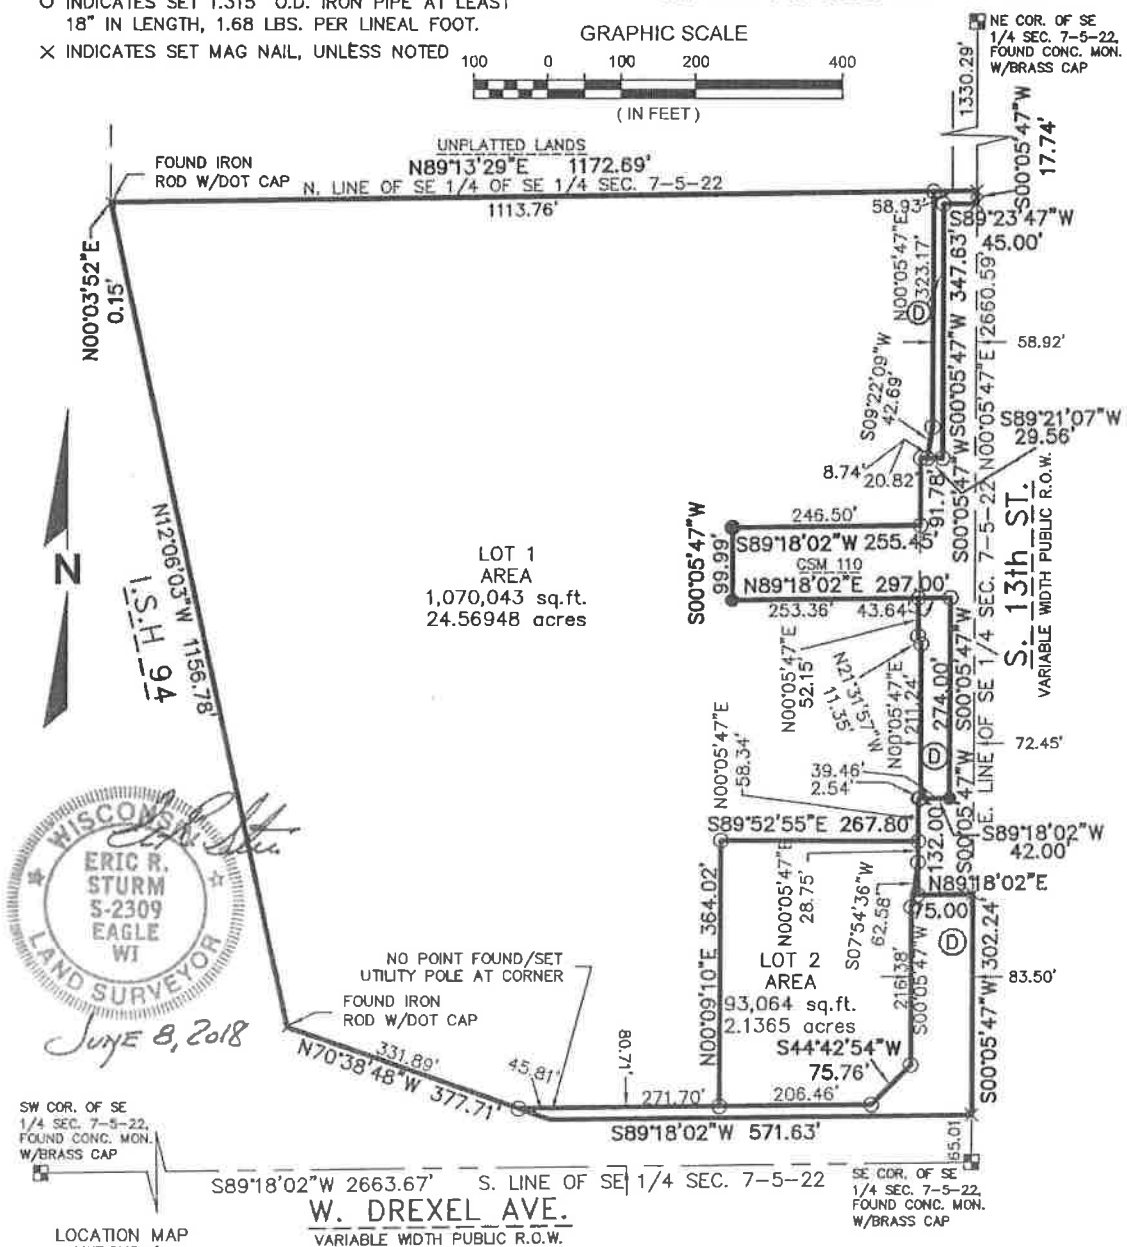 O INDICATES SET 1.315" O.D. IRON PIPE AT LEAST
18" IN LENGTH, 1.68 LBS. PER LINEAL FOOT.
X INDICATES SET MAG NAIL, UNLESS NOTED
GRAPHIC SCALE
100 0 100 200 400
( IN FEET )
NE COR. OF SE
1/4 SEC. 7-5-22,
FOUND CONC. MON.
W/BRASS CAP
1330.29'
S00°05'47"W
17.74'
UNPLATTED LANDS
N89°13'29"E 1172.69'
N. LINE OF SE 1/4 OF SE 1/4 SEC. 7-5-22
1113.76'
58.93'
FOUND IRON
ROD W/DOT CAP
N00°03'52"E
0.15'
S89°23'47"W
45.00'
N00°05'47"E
323.17'
D
S00°05'47"W 347.63'
N00°05'47"E 2660.59'
58.92'
S09°22'09"W
42.69'
S89°21'07"W
29.56'
8.74'
20.82'
S00°05'47"W
91.78'
246.50'
S89°18'02"W 255.45'
S00°05'47"W
99.99'
CSM 110
N89°18'02"E 297.00'
253.36' 43.64'
LOT 1
AREA
1,070,043 sq.ft.
24.56948 acres
N
N12°06'03"W 1156.78'
I.S.H 94
S. 13th ST.
VARIABLE WIDTH PUBLIC R.O.W.
E. LINE OF SE 1/4 SEC. 7-5-22
N00°05'47"E
52.15'
N21°31'57"W
11.35'
N00°05'47"E
211.24'
S00°05'47"W
274.00'
D
72.45'
N00°05'47"E
58.34'
39.46'
2.54'
S89°18'02"W
42.00'
S00°05'47"W
132.00'
S89°52'55"E 267.80'
N89°18'02"E
75.00
N00°05'47"E
28.75'
S07°54'36"W
62.58'
N00°09'10"E 364.02'
LOT 2
AREA
93,064 sq.ft.
2.1365 acres
216.38'
S00°05'47"W
D
S00°05'47"W 302.24'
83.50'
S44°42'54"W
75.76'
WISCONSIN
ERIC R.
STURM
S-2309
EAGLE
WI
LAND SURVEYOR
JUNE 8, 2018
NO POINT FOUND/SET
UTILITY POLE AT CORNER
FOUND IRON
ROD W/DOT CAP
331.89'
N70°38'48"W 377.71'
45.81'
80.71'
271.70'
206.46'
S89°18'02"W 571.63'
65.01
SW COR. OF SE
1/4 SEC. 7-5-22,
FOUND CONC. MON.
W/BRASS CAP
S89°18'02"W 2663.67' S. LINE OF SE 1/4 SEC. 7-5-22
SE COR. OF SE
1/4 SEC. 7-5-22,
FOUND CONC. MON.
W/BRASS CAP
W. DREXEL AVE.
VARIABLE WIDTH PUBLIC R.O.W.
LOCATION MAP